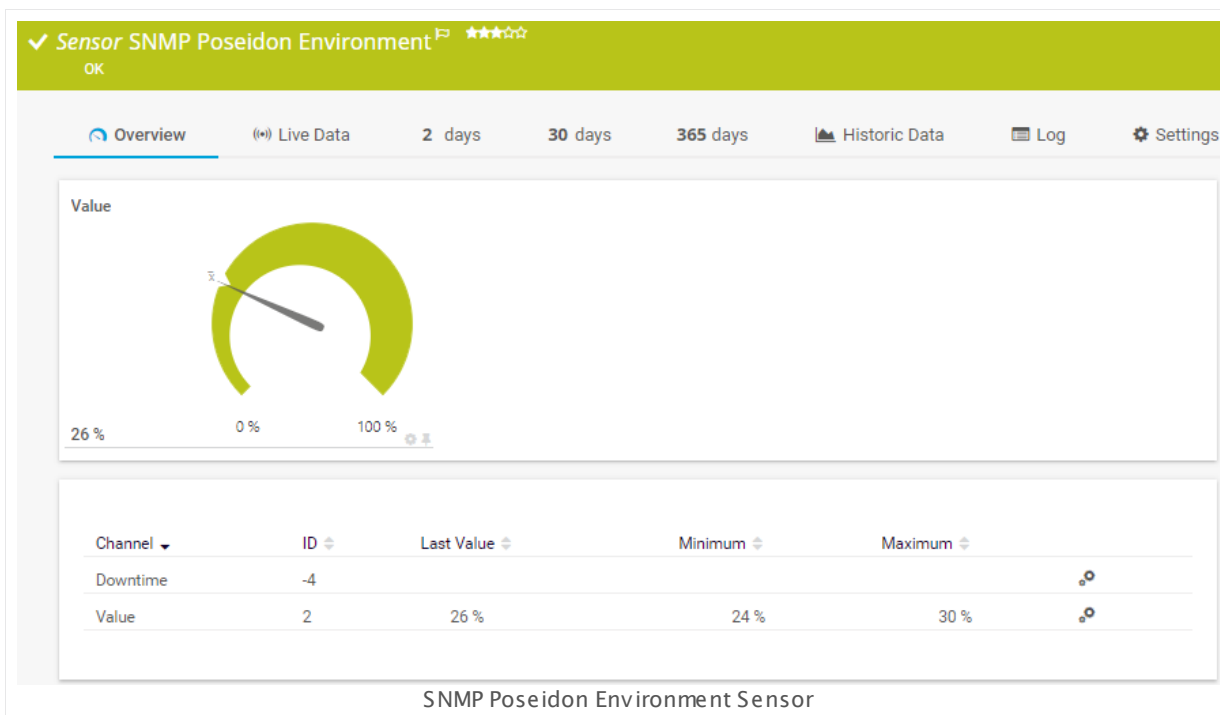 Sensor SNMP Poseidon Environment
OK
Overview Live Data 2 days 30 days 365 days Historic Data Log Settings
Value
x̄
26 % 0 % 100 %
Channel ID Last Value Minimum Maximum
Downtime -4
Value 2 26 % 24 % 30 %
SNMP Poseidon Environment Sensor